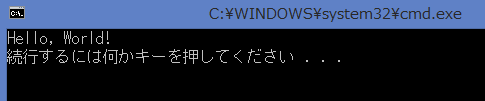 C:¥WINDOWS¥system32¥cmd.exe
Hello, World!
続行するには何かキーを押してください . . .